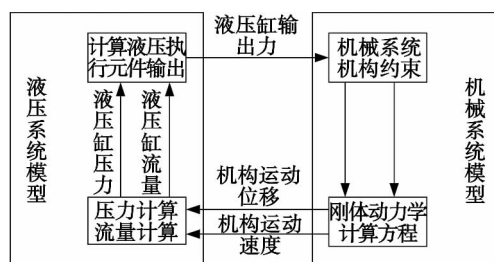 计算液压执
行元件输出
液压缸输
出力
机械系统
机构约束
液压系统模型
液压缸压力
液压缸流量
机械系统模型
机构运动
位移
压力计算
流量计算
机构运动
速度
刚体动力学
计算方程